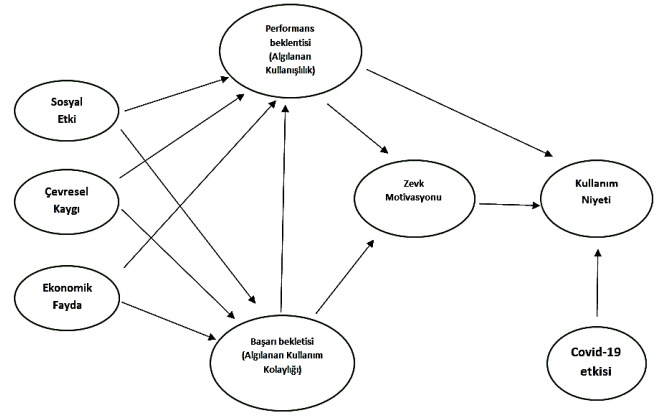 Performans
beklentisi
(Algılanan
Kullanışlılık)
Sosyal
Etki
Çevresel
Kaygı
Zevk
Motivasyonu
Kullanım
Niyeti
Ekonomik
Fayda
Başarı bekletisi
(Algılanan Kullanım
Kolaylığı)
Covid-19
etkisi